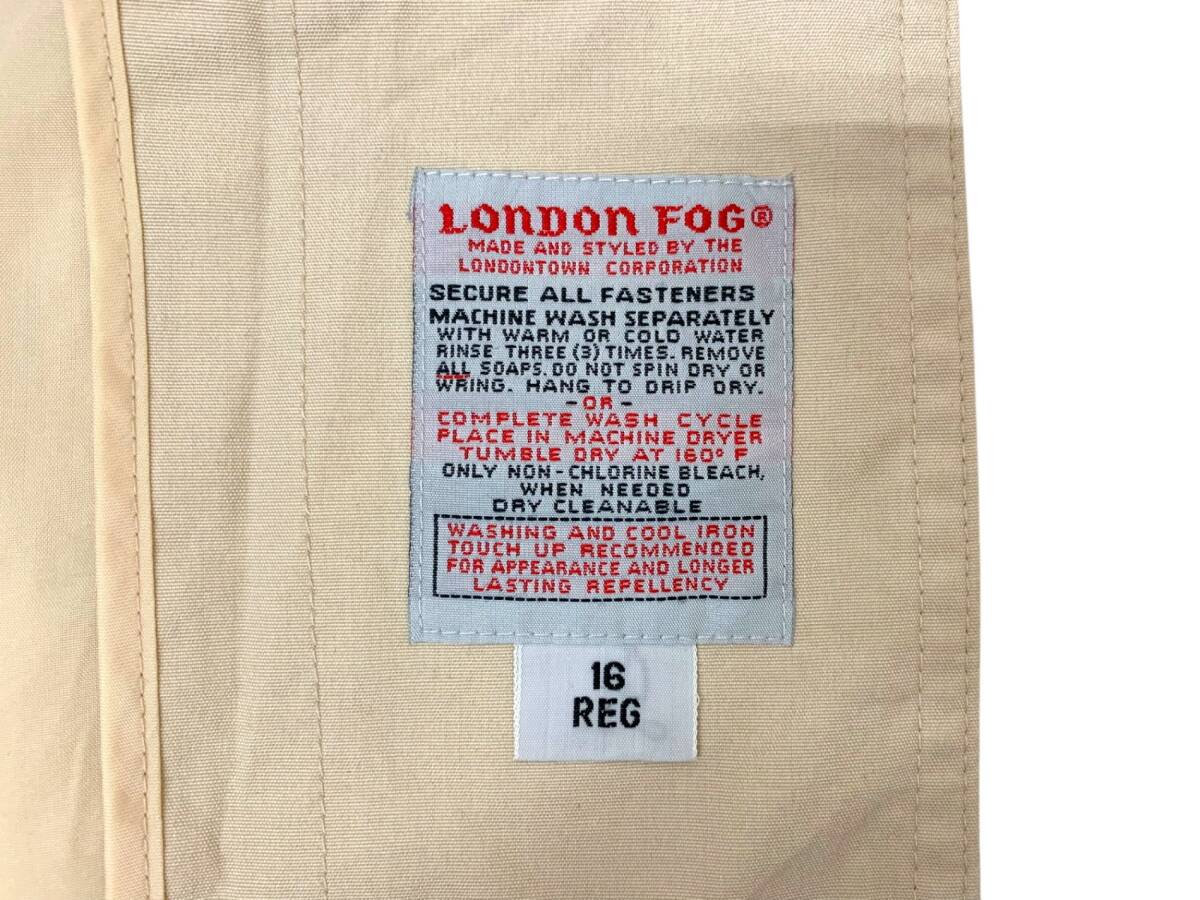 LONDON FOG®
MADE AND STYLED BY THE
LONDONTOWN CORPORATION
SECURE ALL FASTENERS
MACHINE WASH SEPARATELY
WITH WARM OR COLD WATER
RINSE THREE (3) TIMES. REMOVE
ALL SOAPS. DO NOT SPIN DRY OR
WRING. HANG TO DRIP DRY.
- OR -
COMPLETE WASH CYCLE
PLACE IN MACHINE DRYER
TUMBLE DRY AT 160° F
ONLY NON-CHLORINE BLEACH,
WHEN NEEDED
DRY CLEANABLE
WASHING AND COOL IRON
TOUCH UP RECOMMENDED
FOR APPEARANCE AND LONGER
LASTING REPELLENCY
16
REG